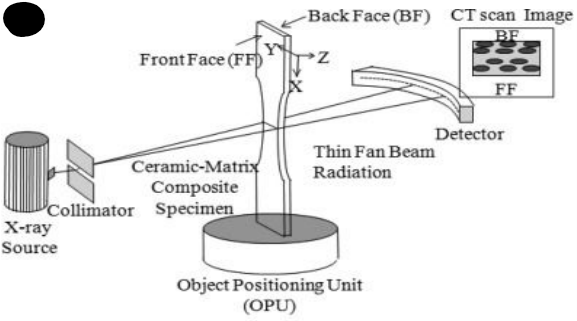 Back Face (BF)
CT scan Image
BF
Front Face (FF)
Y
Z
X
FF
Detector
Thin Fan Beam
Radiation
Ceramic-Matrix
Composite
Specimen
Collimator
X-ray
Source
Object Positioning Unit
(OPU)